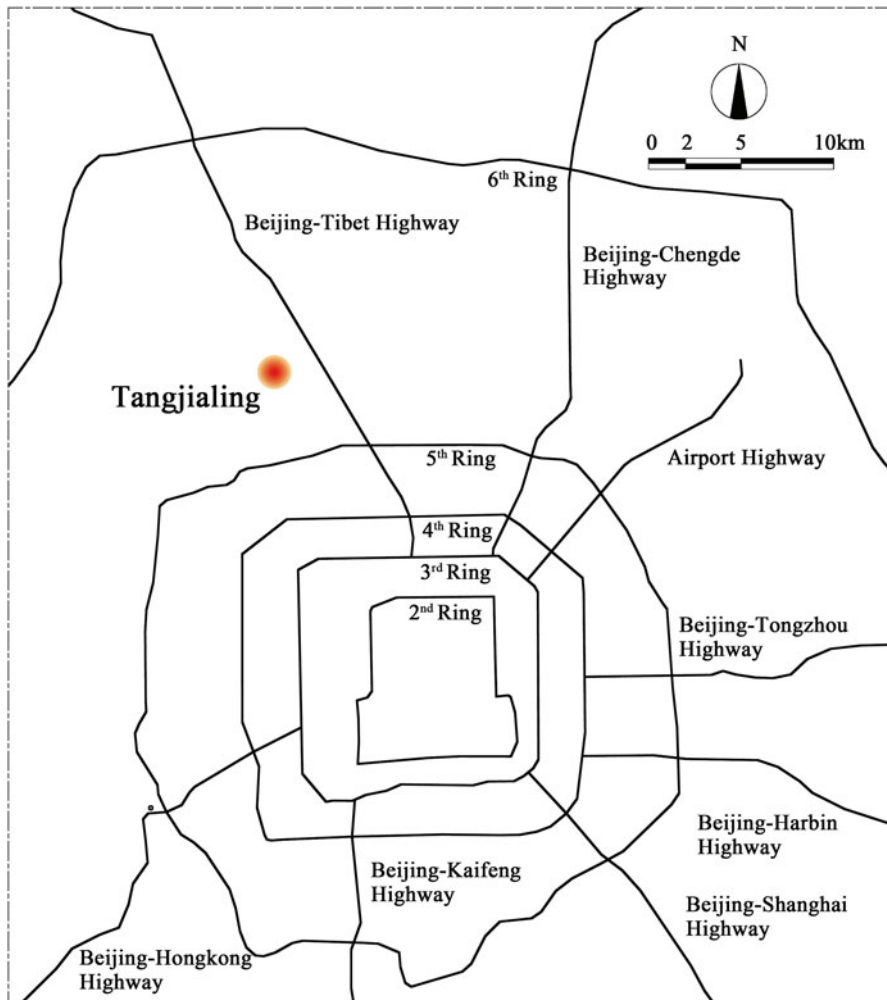 N
0 2 5 10km
6th Ring
Beijing-Tibet Highway
Beijing-Chengde
Highway
Tangjialing
5th Ring
Airport Highway
4th Ring
3rd Ring
2nd Ring
Beijing-Tongzhou
Highway
Beijing-Harbin
Highway
Beijing-Kaifeng
Highway
Beijing-Shanghai
Highway
Beijing-Hongkong
Highway